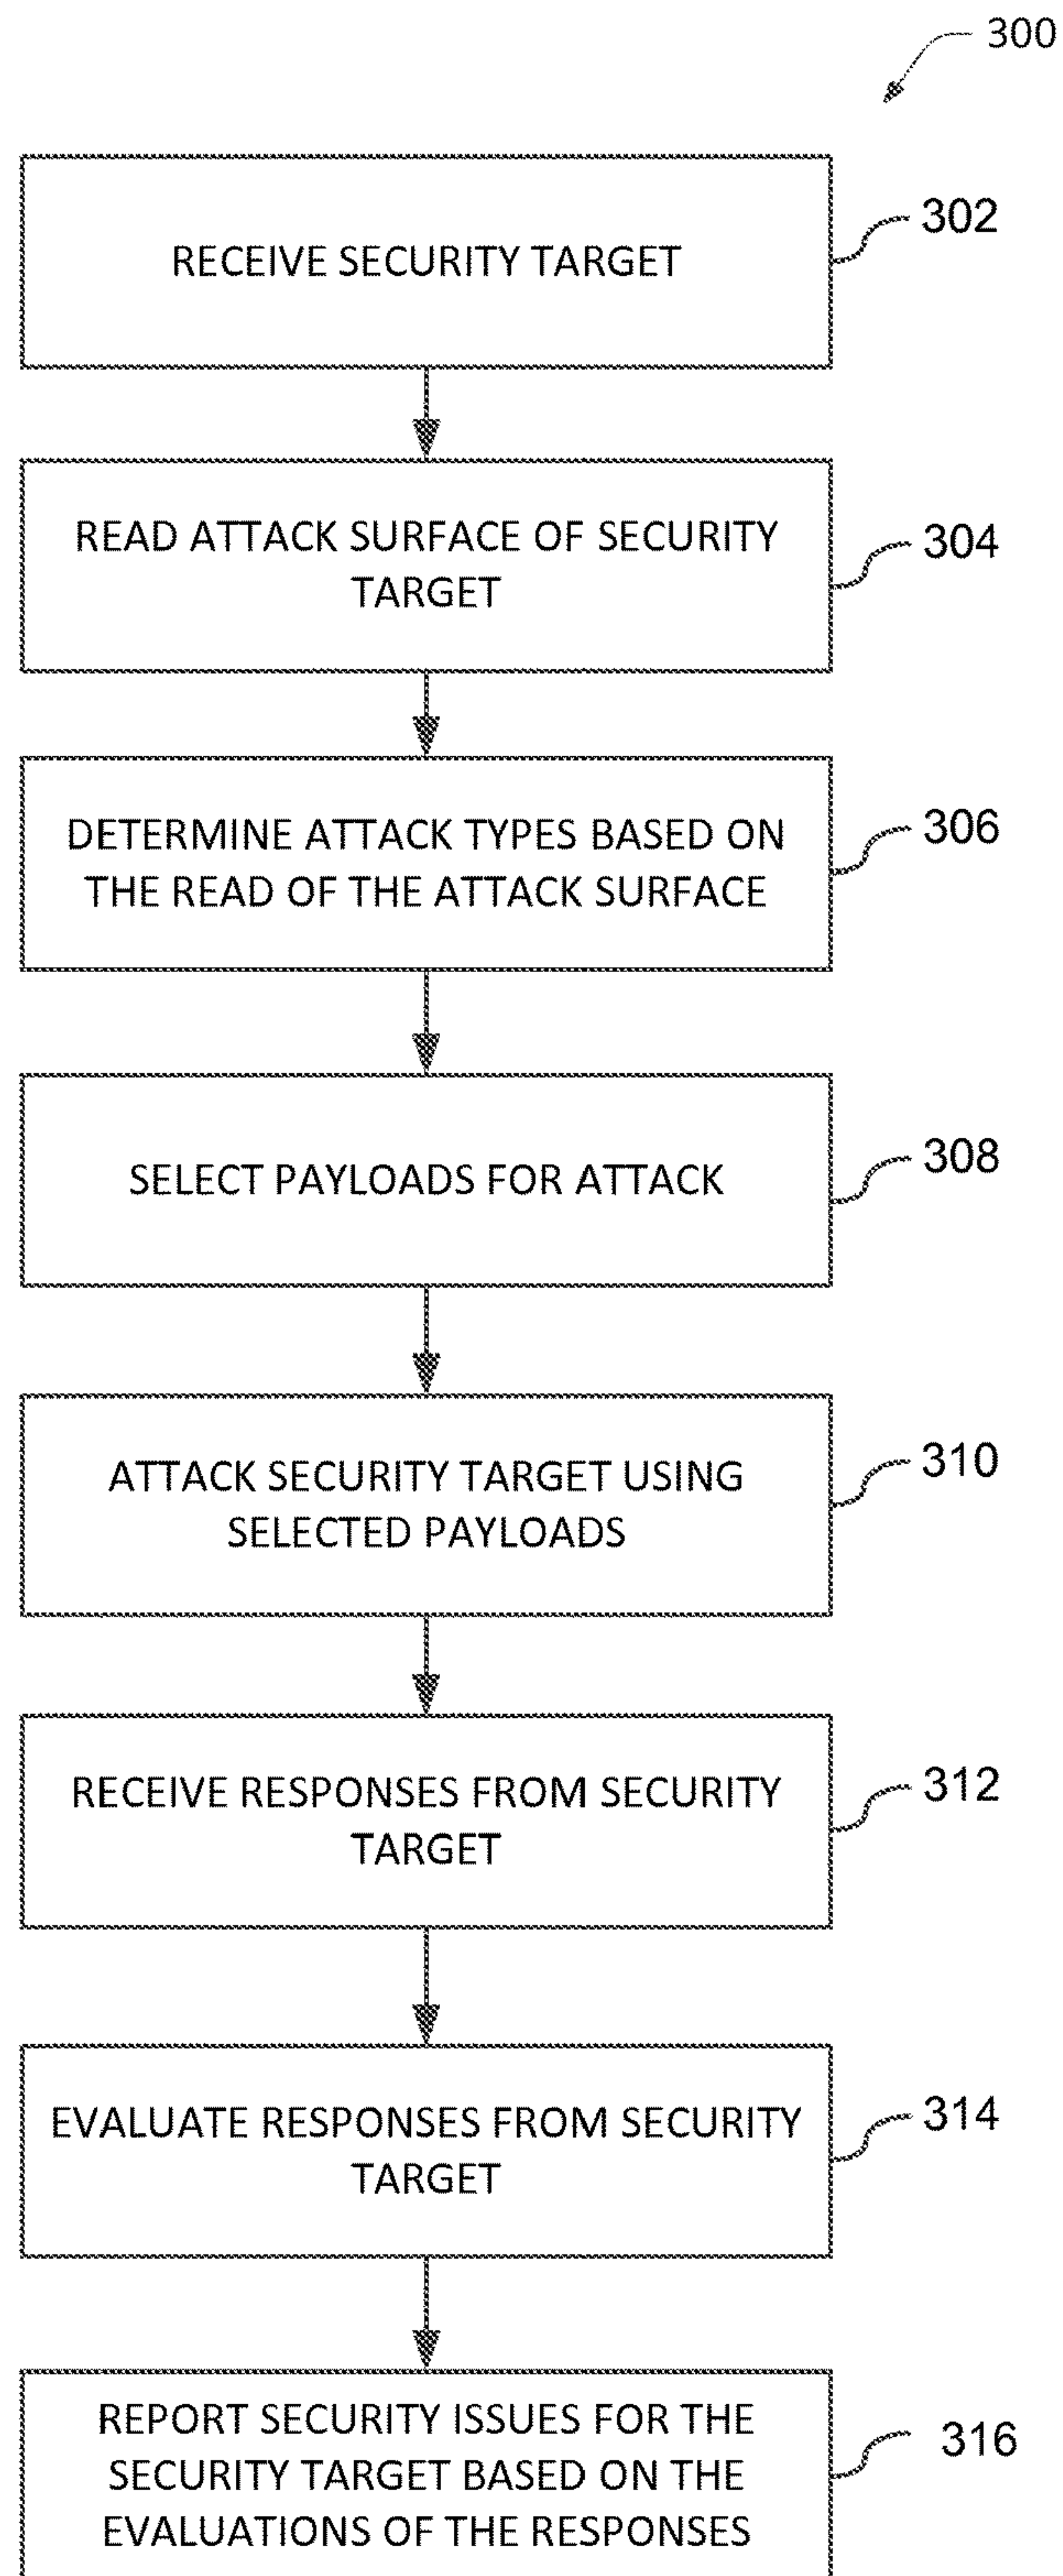 300
RECEIVE SECURITY TARGET
302
READ ATTACK SURFACE OF SECURITY
TARGET
304
DETERMINE ATTACK TYPES BASED ON
THE READ OF THE ATTACK SURFACE
306
SELECT PAYLOADS FOR ATTACK
308
ATTACK SECURITY TARGET USING
SELECTED PAYLOADS
310
RECEIVE RESPONSES FROM SECURITY
TARGET
312
EVALUATE RESPONSES FROM SECURITY
TARGET
314
REPORT SECURITY ISSUES FOR THE
SECURITY TARGET BASED ON THE
EVALUATIONS OF THE RESPONSES
316